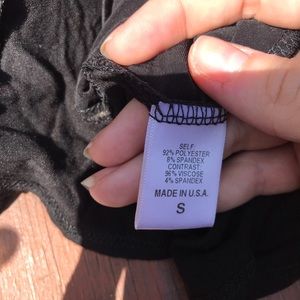 SELF
92% POLYESTER
8% SPANDEX
CONTRAST:
96% VISCOSE
4% SPANDEX
MADE IN U.S.A.
S